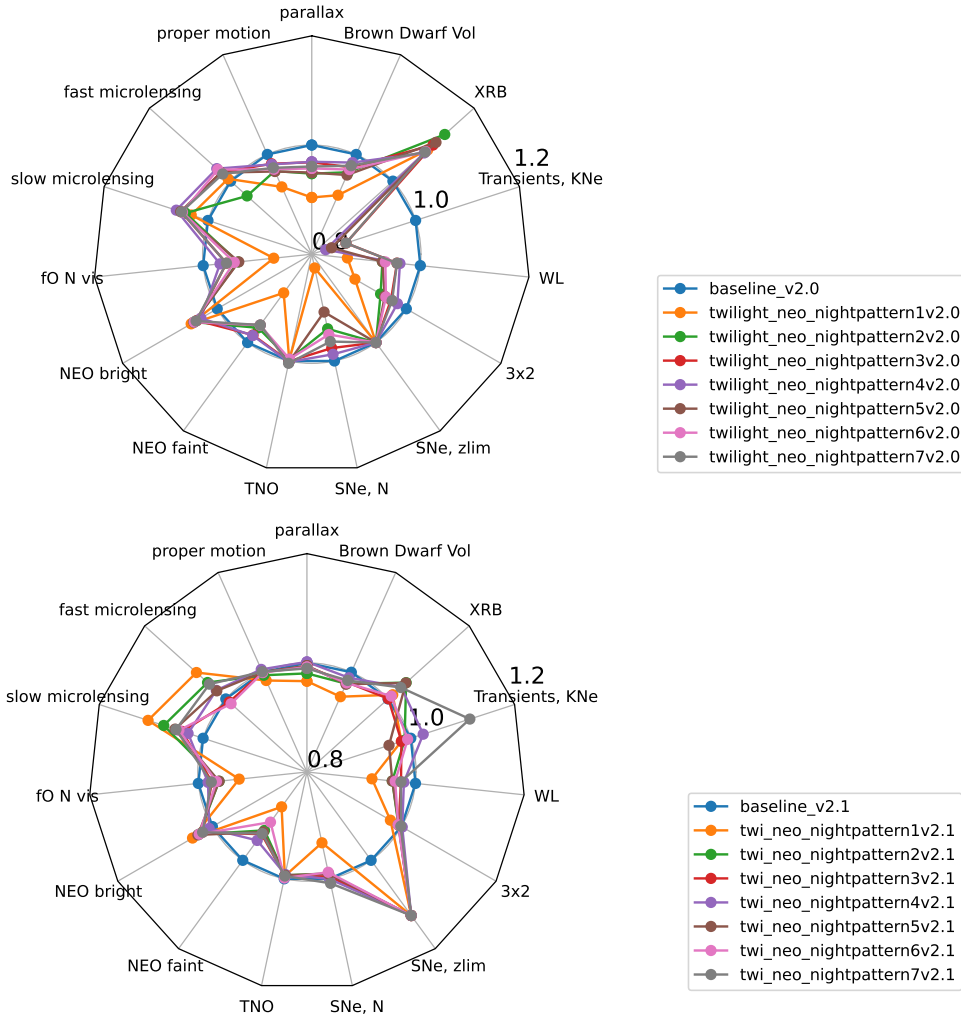 parallax
proper motion
Brown Dwarf Vol
fast microlensing
XRB
1.2
slow microlensing
Transients, KNe
1.0
0.8
fO N vis
WL
baseline_v2.0
twilight_neo_nightpattern1v2.0
twilight_neo_nightpattern2v2.0
twilight_neo_nightpattern3v2.0
NEO bright
3x2
twilight_neo_nightpattern4v2.0
twilight_neo_nightpattern5v2.0
twilight_neo_nightpattern6v2.0
NEO faint
SNe, zlim
twilight_neo_nightpattern7v2.0
TNO
SNe, N
parallax
proper motion
Brown Dwarf Vol
fast microlensing
XRB
1.2
slow microlensing
Transients, KNe
1.0
0.8
fO N vis
WL
baseline_v2.1
twi_neo_nightpattern1v2.1
twi_neo_nightpattern2v2.1
twi_neo_nightpattern3v2.1
NEO bright
3x2
twi_neo_nightpattern4v2.1
twi_neo_nightpattern5v2.1
twi_neo_nightpattern6v2.1
NEO faint
SNe, zlim
twi_neo_nightpattern7v2.1
TNO
SNe, N